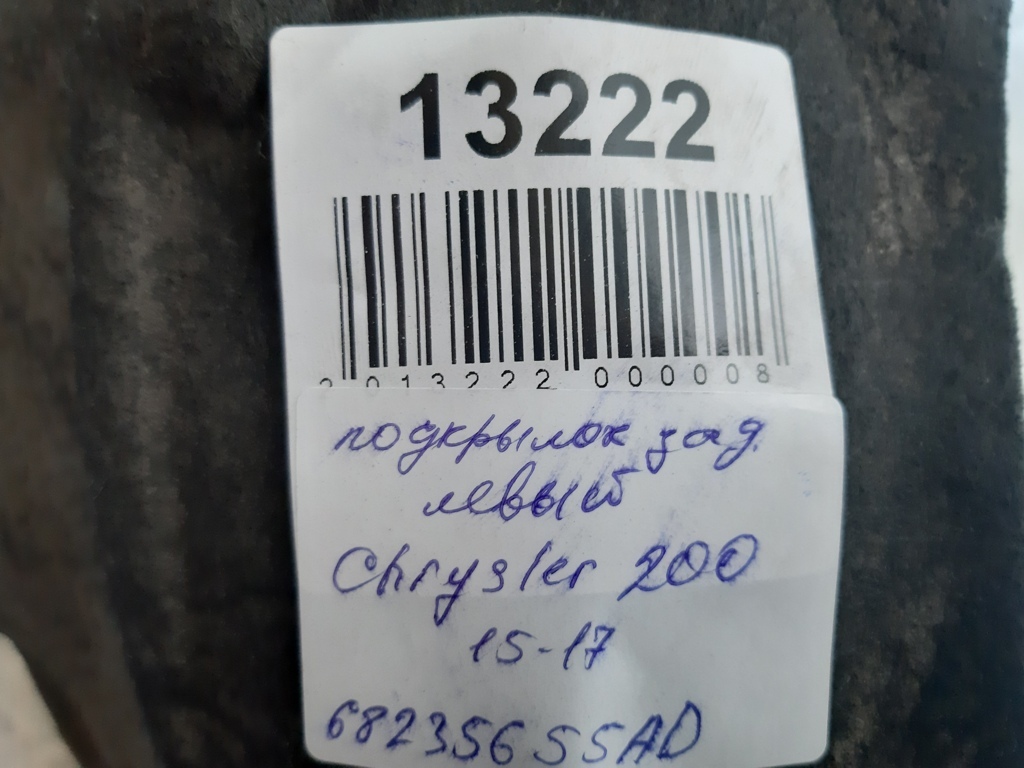 13222
2013222 000008
подкрылок зад.
левый
Chrysler 200
15-17
68235655AD